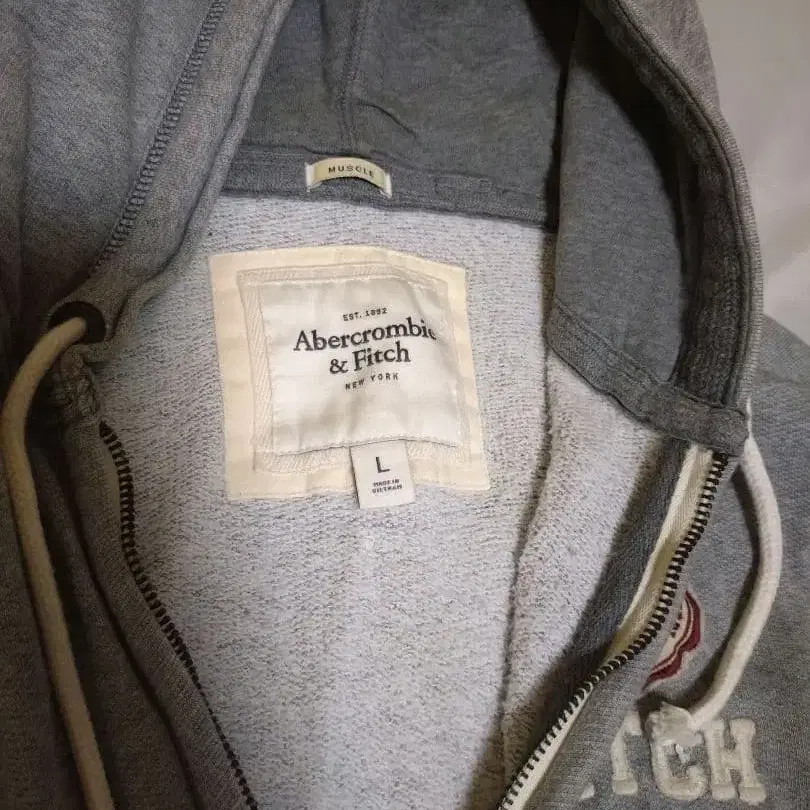 MUSCLE
EST. 1892
Abercrombie
& Fitch
NEW YORK
L
MADE IN
VIETNAM
TCH